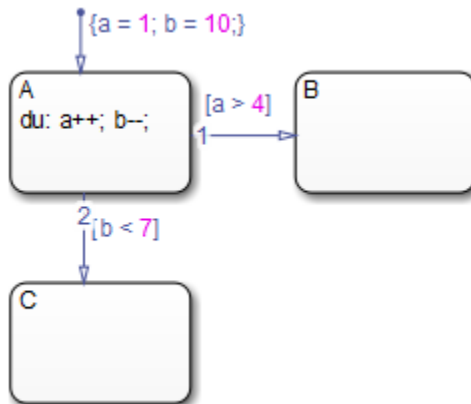 {a = 1; b = 10;}
A
du: a++; b--;
[a > 4]
1
B
2
[b < 7]
C